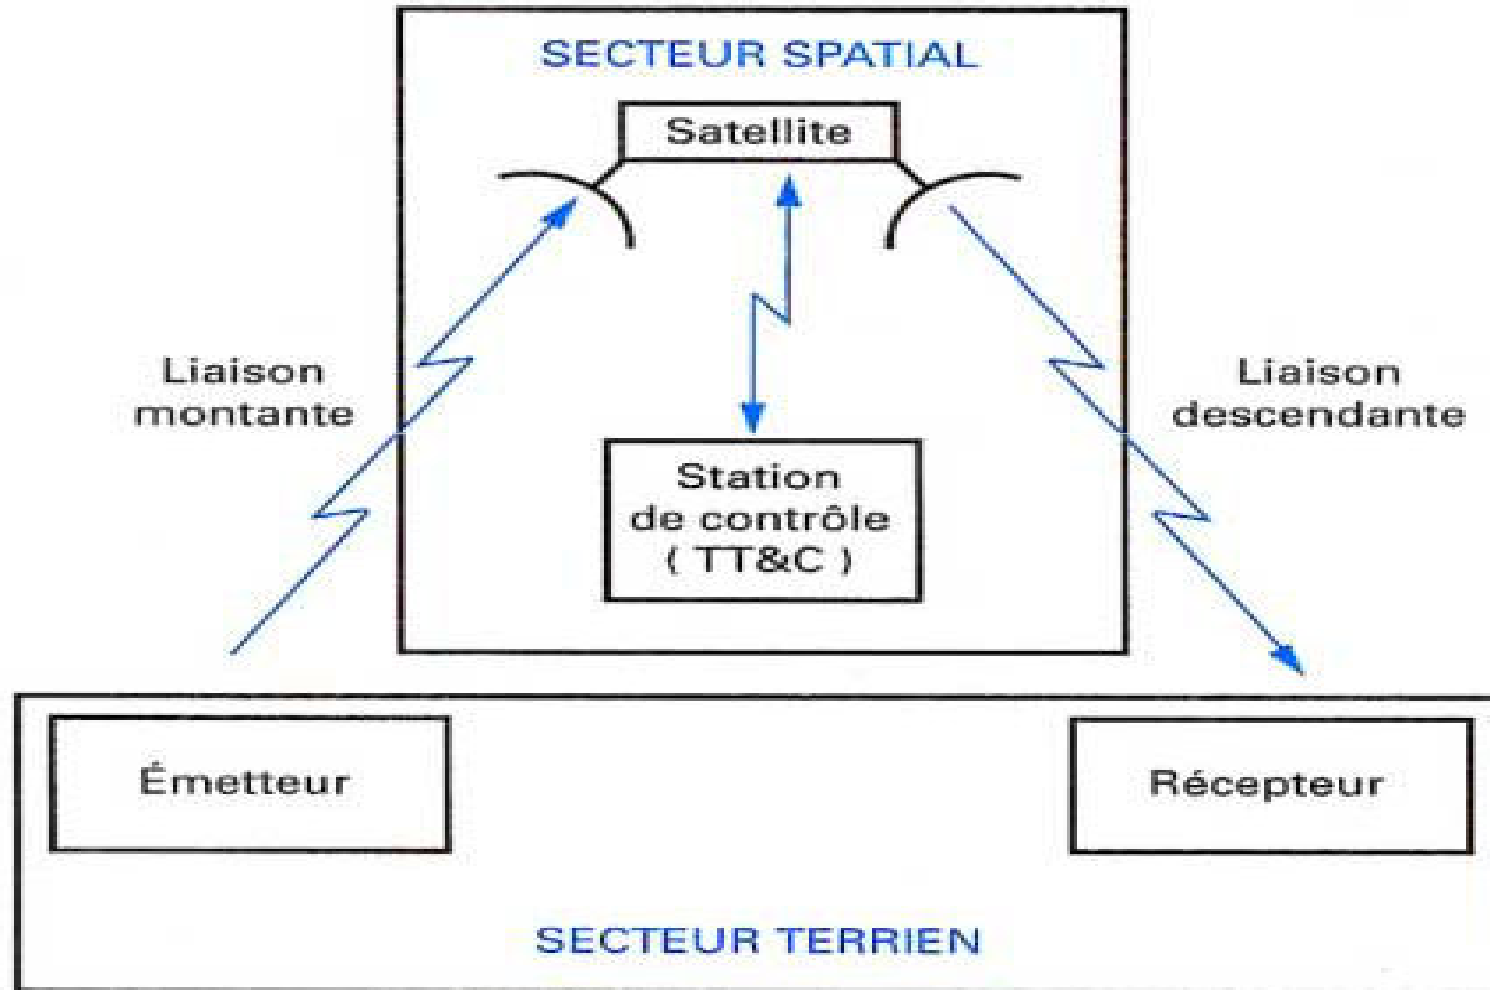 SECTEUR SPATIAL
Satellite
Liaison
montante
Liaison
descendante
Station
de contrôle
( TT&C )
Émetteur
Récepteur
SECTEUR TERRIEN